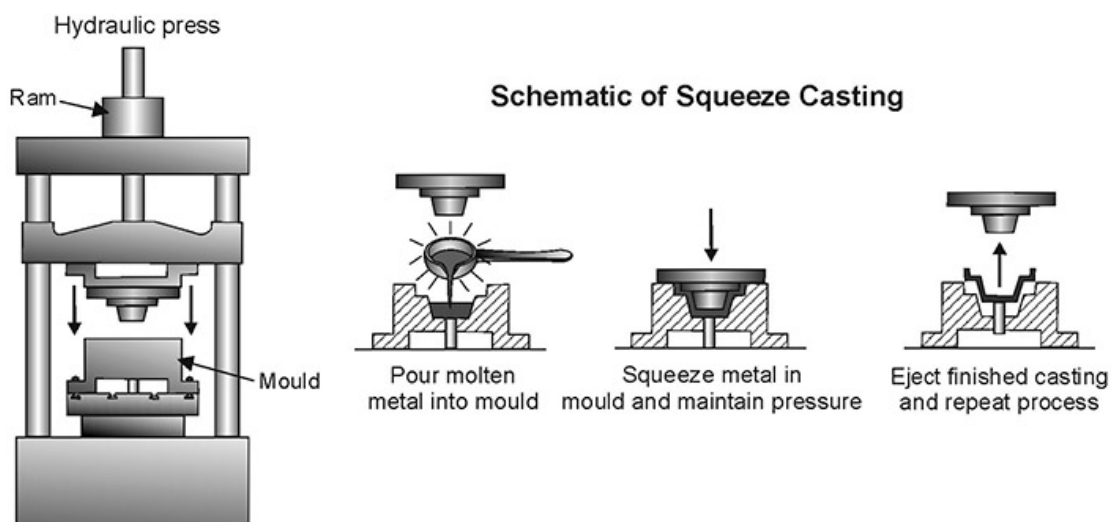 Hydraulic press
Ram
Mould
Schematic of Squeeze Casting
Pour molten
metal into mould
Squeeze metal in
mould and maintain pressure
Eject finished casting
and repeat process